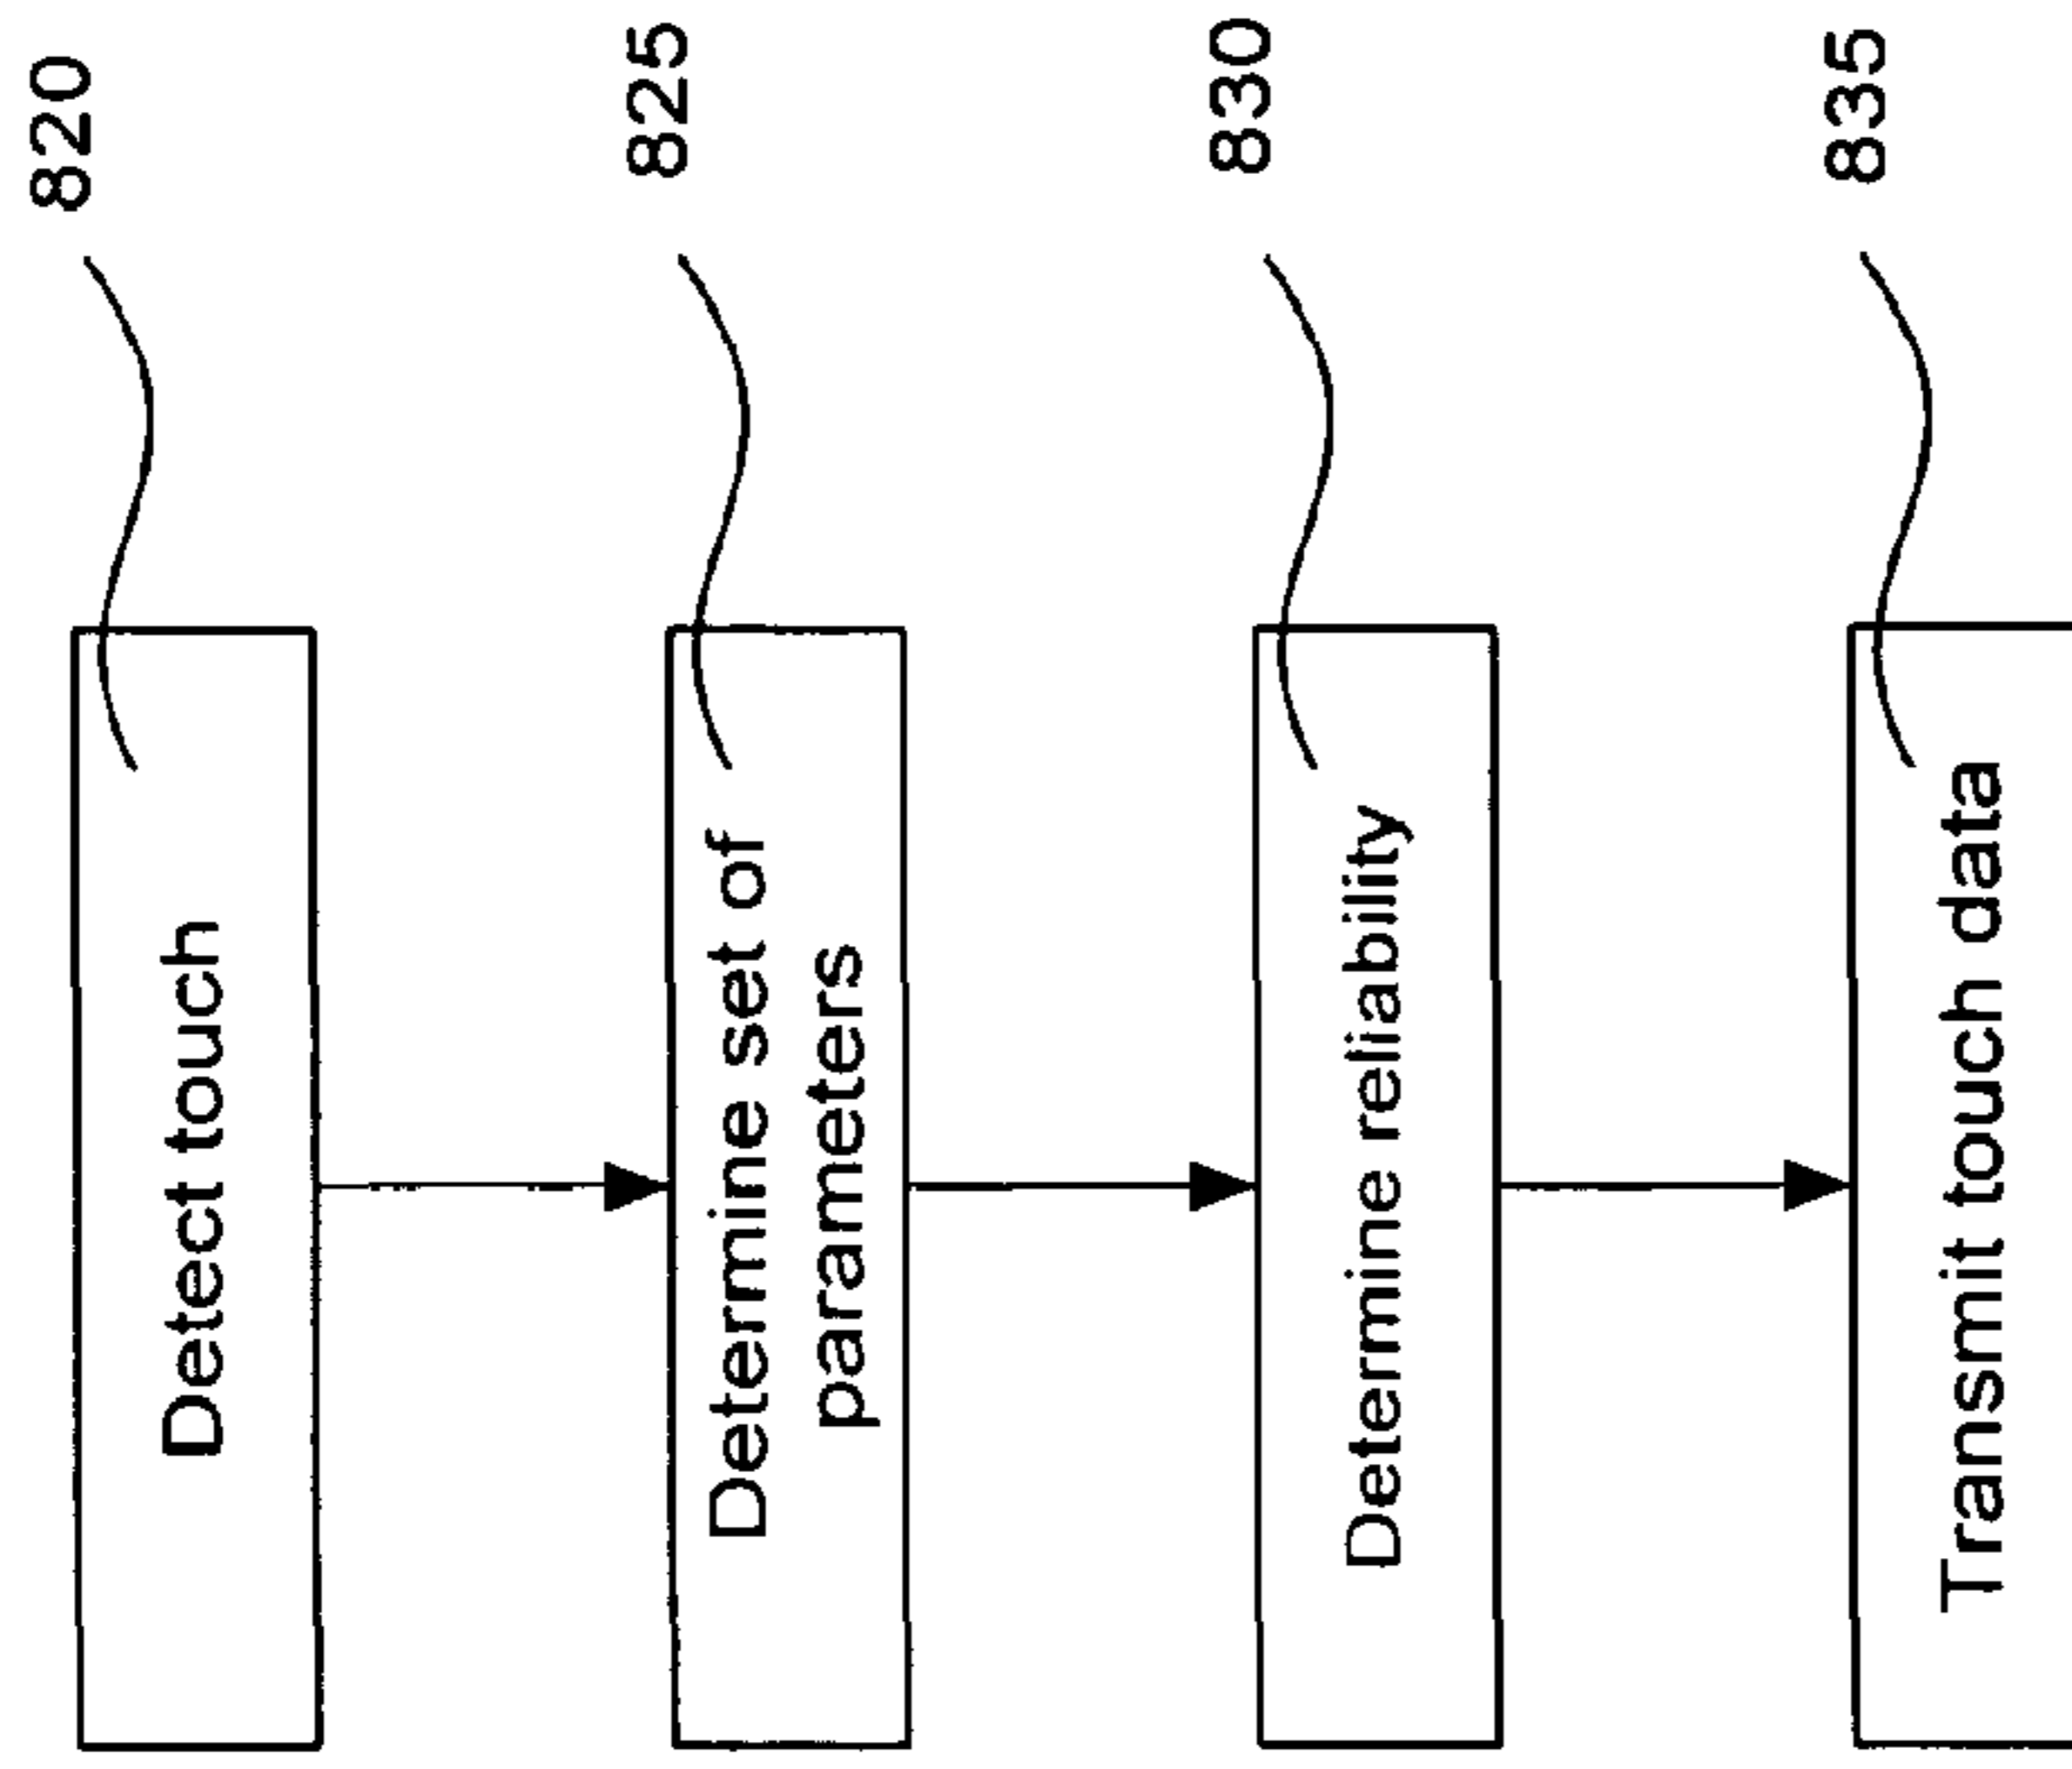 820
Detect touch
825
Determine set of
parameters
830
Determine reliability
835
Transmit touch data